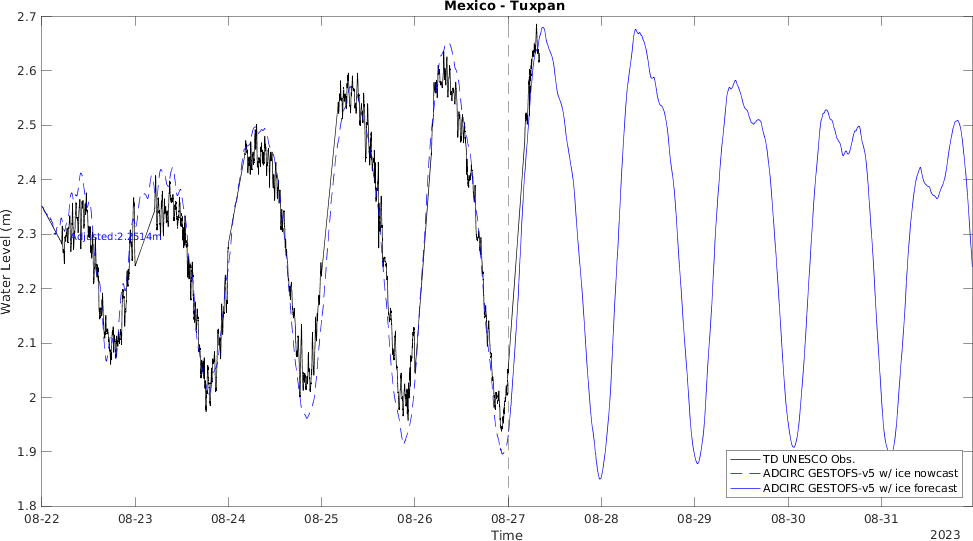 Mexico - Tuxpan
2.7
2.6
2.5
2.4
2.3
2.2
2.1
2
1.9
1.8
Water Level (m)
Adjusted:2.2514m
TD UNESCO Obs.
ADCIRC GESTOFS-v5 w/ ice nowcast
ADCIRC GESTOFS-v5 w/ ice forecast
08-22 08-23 08-24 08-25 08-26 08-27 08-28 08-29 08-30 08-31
Time
2023